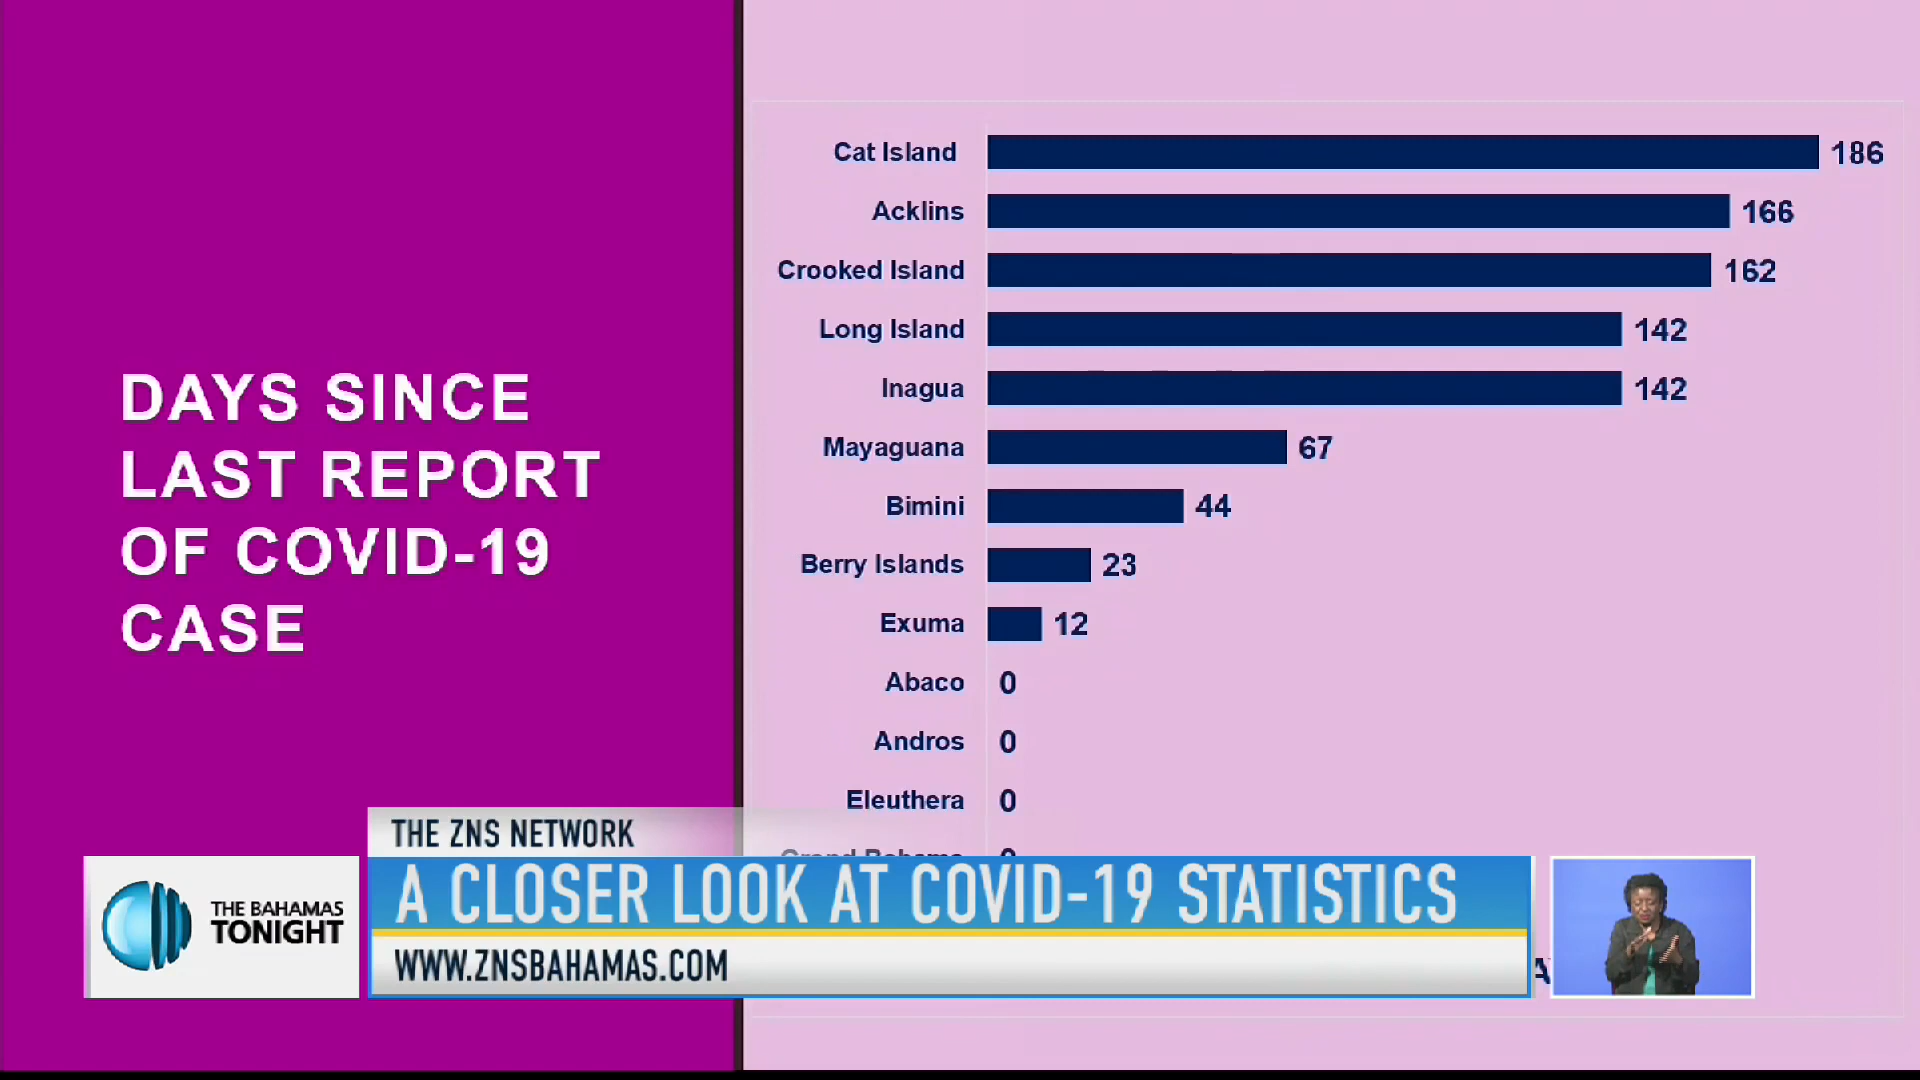 DAYS SINCE
LAST REPORT
OF COVID-19
CASE
Cat Island 186
Acklins 166
Crooked Island 162
Long Island 142
Inagua 142
Mayaguana 67
Bimini 44
Berry Islands 23
Exuma 12
Abaco 0
Andros 0
Eleuthera 0
THE ZNS NETWORK
A CLOSER LOOK AT COVID-19 STATISTICS
WWW.ZNSBAHAMAS.COM
THE BAHAMAS
TONIGHT